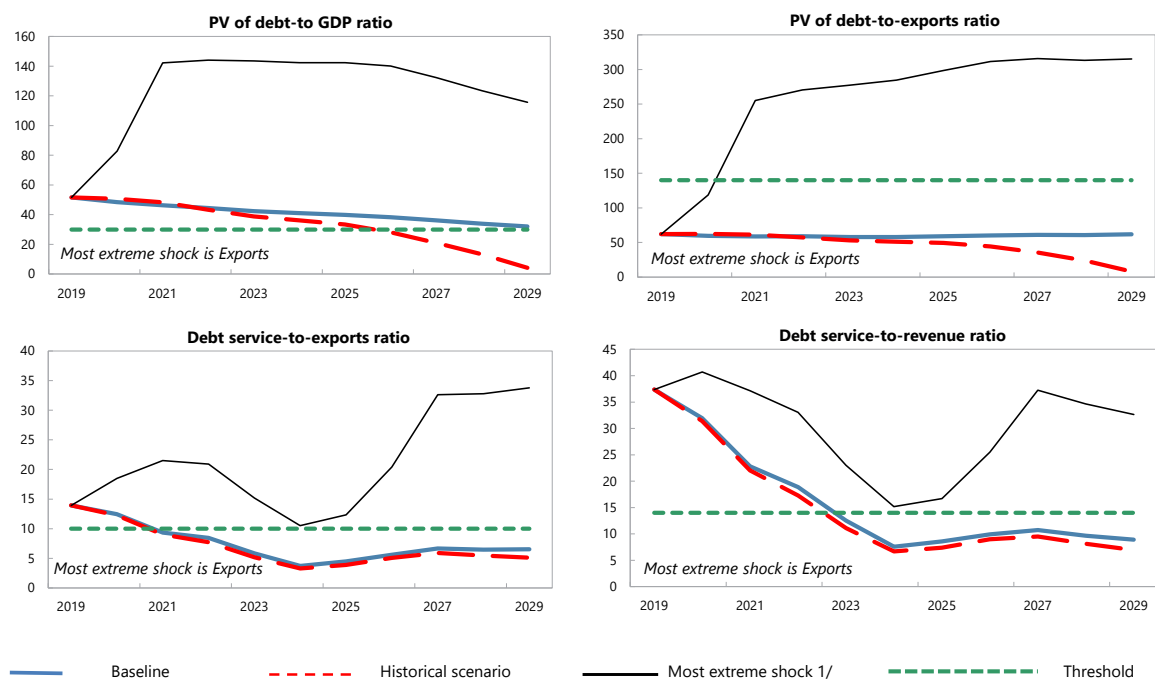 PV of debt-to GDP ratio
160
140
120
100
80
60
40
20
0
Most extreme shock is Exports
2019 2021 2023 2025 2027 2029
PV of debt-to-exports ratio
350
300
250
200
150
100
50
0
Most extreme shock is Exports
2019 2021 2023 2025 2027 2029
Debt service-to-exports ratio
40
35
30
25
20
15
10
5
0
Most extreme shock is Exports
2019 2021 2023 2025 2027 2029
Debt service-to-revenue ratio
45
40
35
30
25
20
15
10
5
0
Most extreme shock is Exports
2019 2021 2023 2025 2027 2029
Baseline Historical scenario Most extreme shock 1/ Threshold